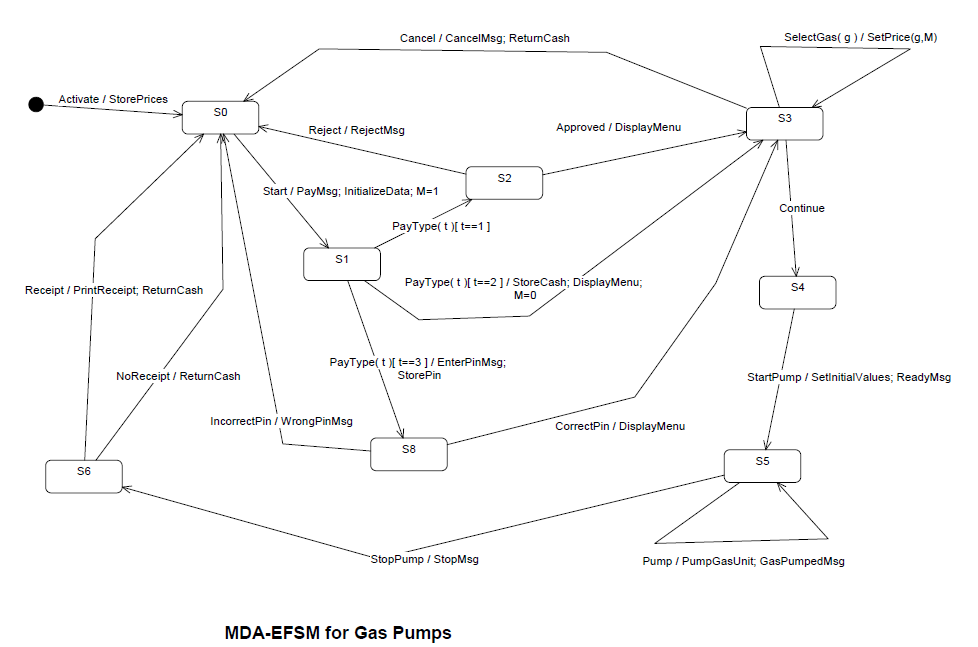 Cancel / CancelMsg; ReturnCash
SelectGas( g ) / SetPrice(g,M)
Activate / StorePrices
S0
S3
Reject / RejectMsg
Approved / DisplayMenu
S2
Start / PayMsg; InitializeData; M=1
Continue
PayType( t )[ t==1 ]
S1
PayType( t )[ t==2 ] / StoreCash; DisplayMenu;
M=0
S4
Receipt / PrintReceipt; ReturnCash
PayType( t )[ t==3 ] / EnterPinMsg;
StorePin
NoReceipt / ReturnCash
StartPump / SetInitialValues; ReadyMsg
IncorrectPin / WrongPinMsg
CorrectPin / DisplayMenu
S8
S5
S6
StopPump / StopMsg
Pump / PumpGasUnit; GasPumpedMsg
MDA-EFSM for Gas Pumps